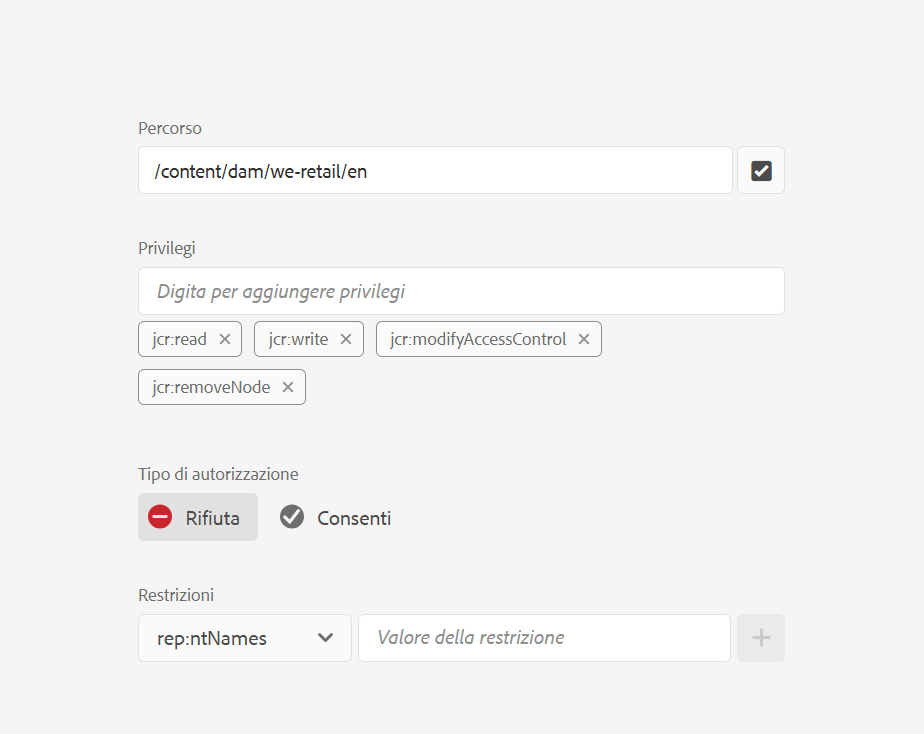 Percorso
/content/dam/we-retail/en
Privilegi
Digita per aggiungere privilegi
jcr:read jcr:write jcr:modifyAccessControl
jcr:removeNode
Tipo di autorizzazione
Rifiuta Consenti
Restrizioni
rep:ntNames Valore della restrizione